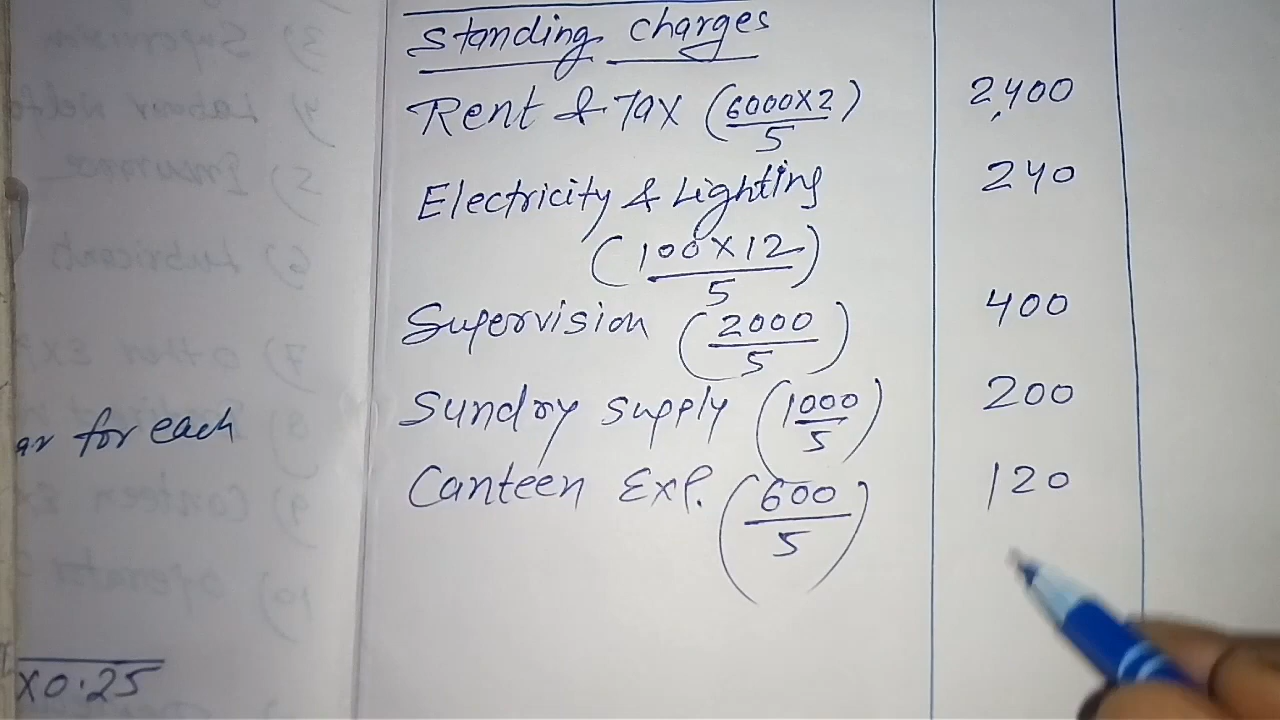 Standing charges
Rent & Tax (6000X2/5) 2,400
Electricity & Lighting 240
(100X12/5)
Supervision (2000/5) 400
Sundry supply (1000/5) 200
for each
Canteen Exp. (600/5) 120
X0.25